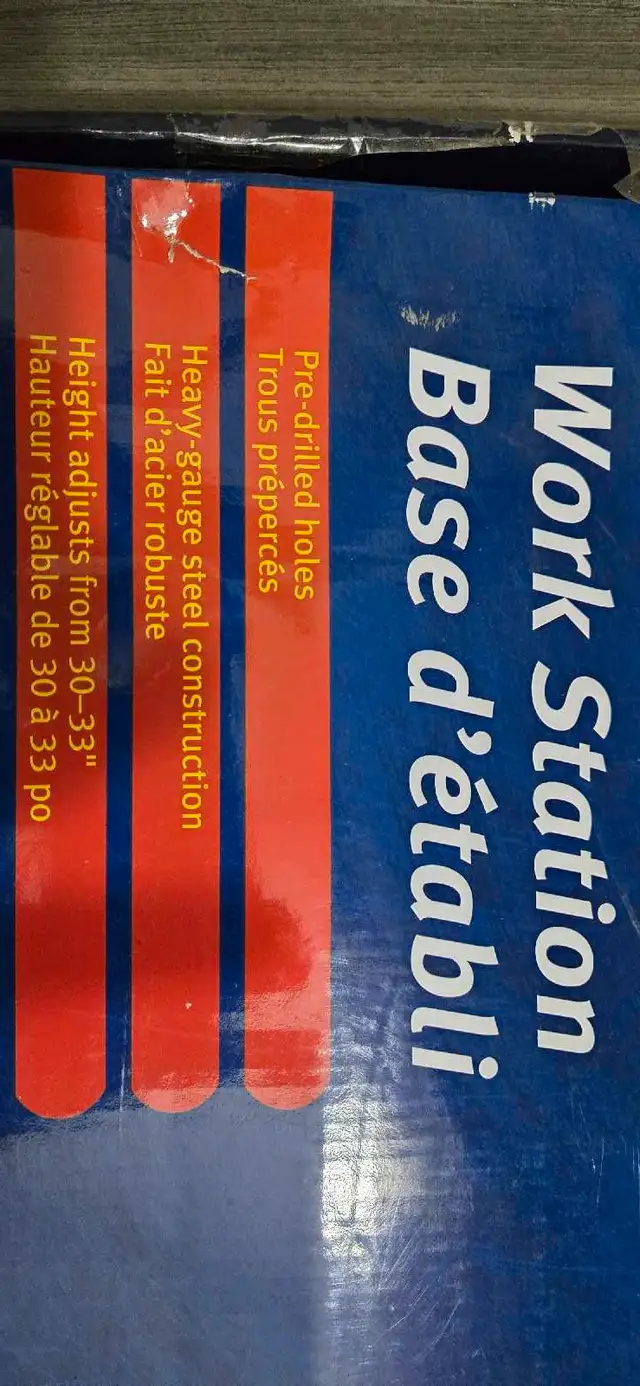 Work Station
Base d'établi
Pre-drilled holes
Trous prépercés
Heavy-gauge steel construction
Fait d'acier robuste
Height adjusts from 30–33"
Hauteur réglable de 30 à 33 po